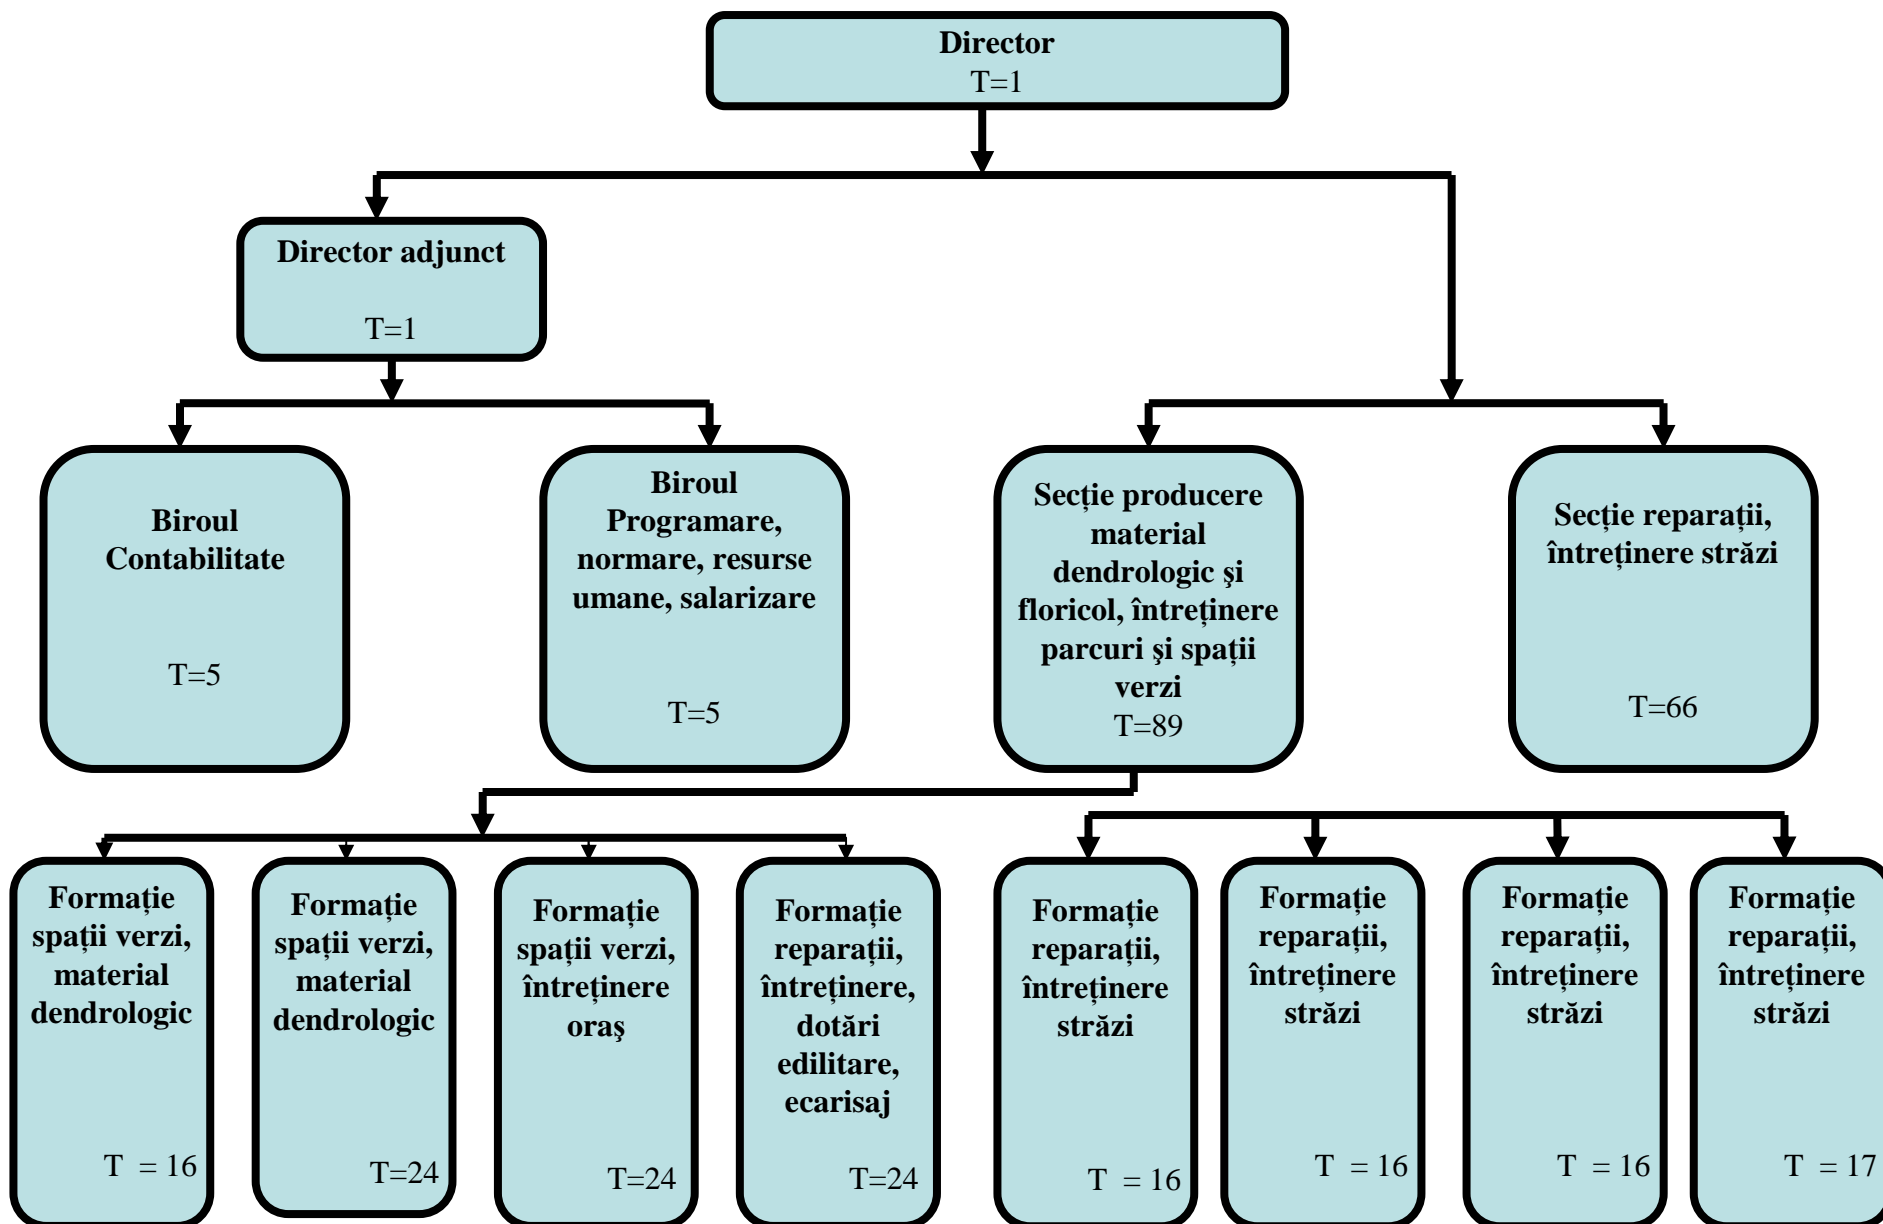 Director
T=1
Director adjunct
T=1
Biroul
Contabilitate
T=5
Biroul
Programare,
normare, resurse
umane, salarizare
T=5
Secție producere
material
dendrologic şi
floricol, întreținere
parcuri şi spații
verzi
T=89
Secție reparații,
întreținere străzi
T=66
Formație
spații verzi,
material
dendrologic
T = 16
Formație
spații verzi,
material
dendrologic
T=24
Formație
spații verzi,
întreținere
oraş
T=24
Formație
reparații,
întreținere,
dotări
edilitare,
ecarisaj
T=24
Formație
reparații,
întreținere
străzi
T = 16
Formație
reparații,
întreținere
străzi
T = 16
Formație
reparații,
întreținere
străzi
T = 16
Formație
reparații,
întreținere
străzi
T = 17